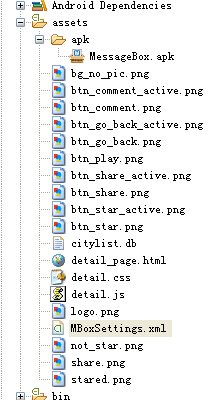 Android Dependencies
assets
apk
MessageBox.apk
bg_no_pic.png
btn_comment_active.png
btn_comment.png
btn_go_back_active.png
btn_go_back.png
btn_play.png
btn_share_active.png
btn_share.png
btn_star_active.png
btn_star.png
citylist.db
detail_page.html
detail.css
detail.js
logo.png
MBoxSettings.xml
not_star.png
share.png
stared.png
bin